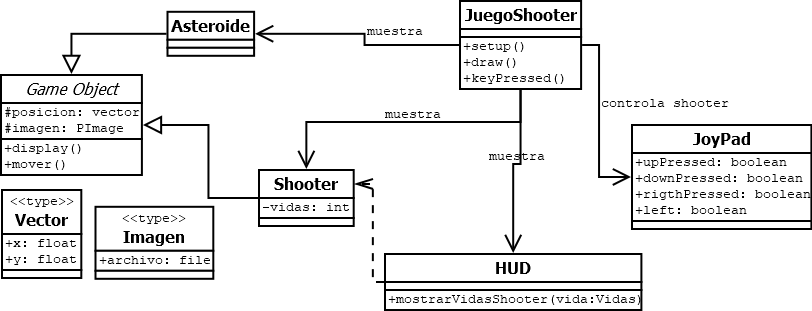 Asteroide
muestra
JuegoShooter
+setup()
+draw()
+keyPressed()
Game Object
#posicion: vector
#imagen: PImage
+display()
+mover()
muestra
controla shooter
muestra
JoyPad
+upPressed: boolean
+downPressed: boolean
+rigthPressed: boolean
+left: boolean
Shooter
-vidas: int
<<type>>
Vector
+x: float
+y: float
<<type>>
Imagen
+archivo: file
HUD
+mostrarVidasShooter(vida:Vidas)